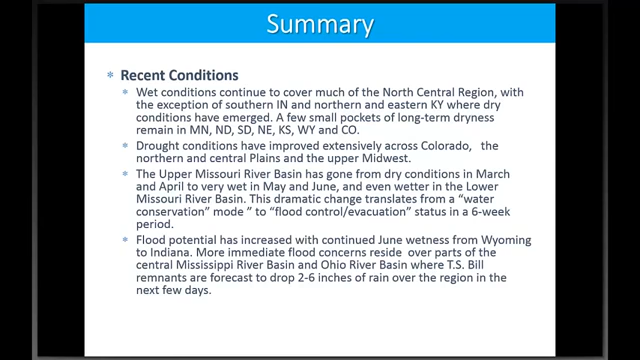 Summary
* Recent Conditions
* Wet conditions continue to cover much of the North Central Region, with
the exception of southern IN and northern and eastern KY where dry
conditions have emerged. A few small pockets of long-term dryness
remain in MN, ND, SD, NE, KS, WY and CO.
* Drought conditions have improved extensively across Colorado, the
northern and central Plains and the upper Midwest.
* The Upper Missouri River Basin has gone from dry conditions in March
and April to very wet in May and June, and even wetter in the Lower
Missouri River Basin. This dramatic change translates from a "water
conservation" mode " to "flood control/evacuation" status in a 6-week
period.
* Flood potential has increased with continued June wetness from Wyoming
to Indiana. More immediate flood concerns reside over parts of the
central Mississippi River Basin and Ohio River Basin where T.S. Bill
remnants are forecast to drop 2-6 inches of rain over the region in the
next few days.